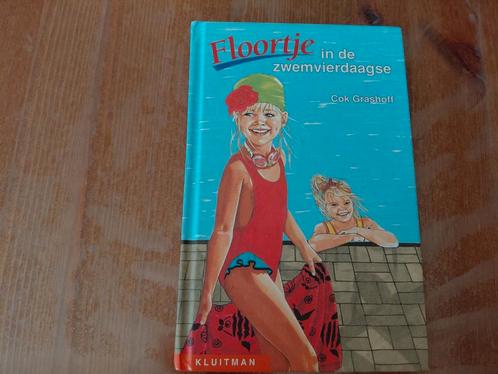 Floortje in de
zwemvierdaagse
Cok Grashoff
KLUITMAN